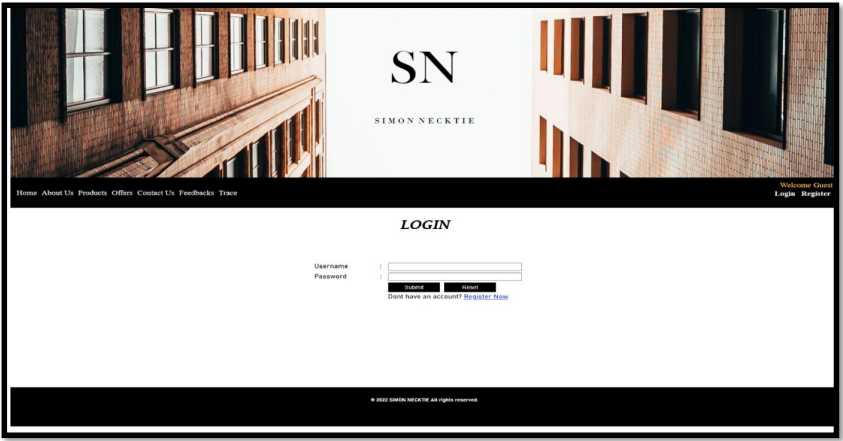 SN
SIMON NECKTIE
Home About Us Products Offers Contact Us Feedbacks Trace
Welcome Guest
Login Register
LOGIN
Username :
Password :
Submit Reset
Dont have an account? Register Now
© 2022 SIMON NECKTIE All rights reserved.